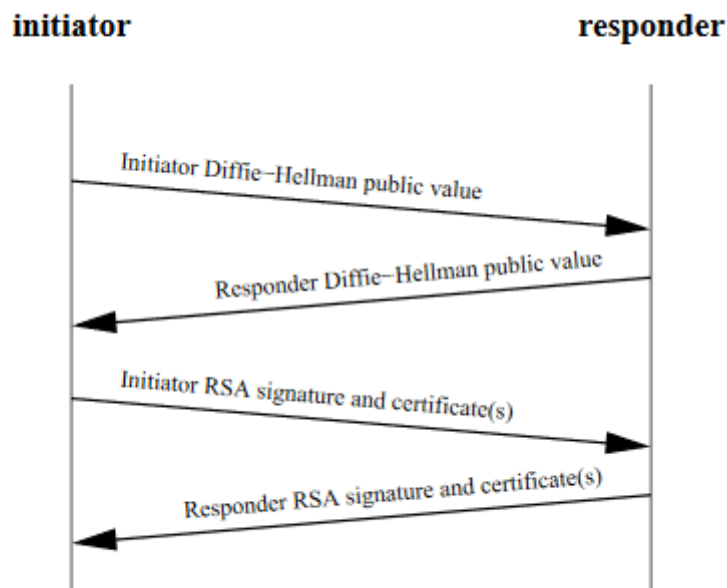 initiator
responder
Initiator Diffie−Hellman public value
Responder Diffie−Hellman public value
Initiator RSA signature and certificate(s)
Responder RSA signature and certificate(s)